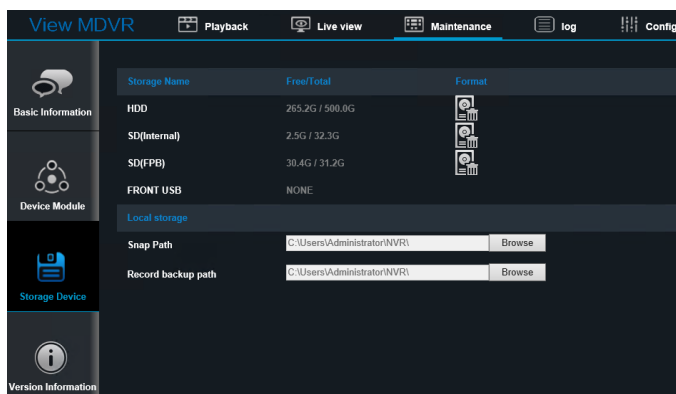 View MDVR Playback Live view Maintenance log Config
Storage Name Free/Total Format
Basic Information
HDD 265.2G / 500.0G
SD(Internal) 2.5G / 32.3G
SD(FPB) 30.4G / 31.2G
FRONT USB NONE
Device Module
Local storage
Snap Path C:\Users\Administrator\NVR\ Browse
Record backup path C:\Users\Administrator\NVR\ Browse
Storage Device
Version Information